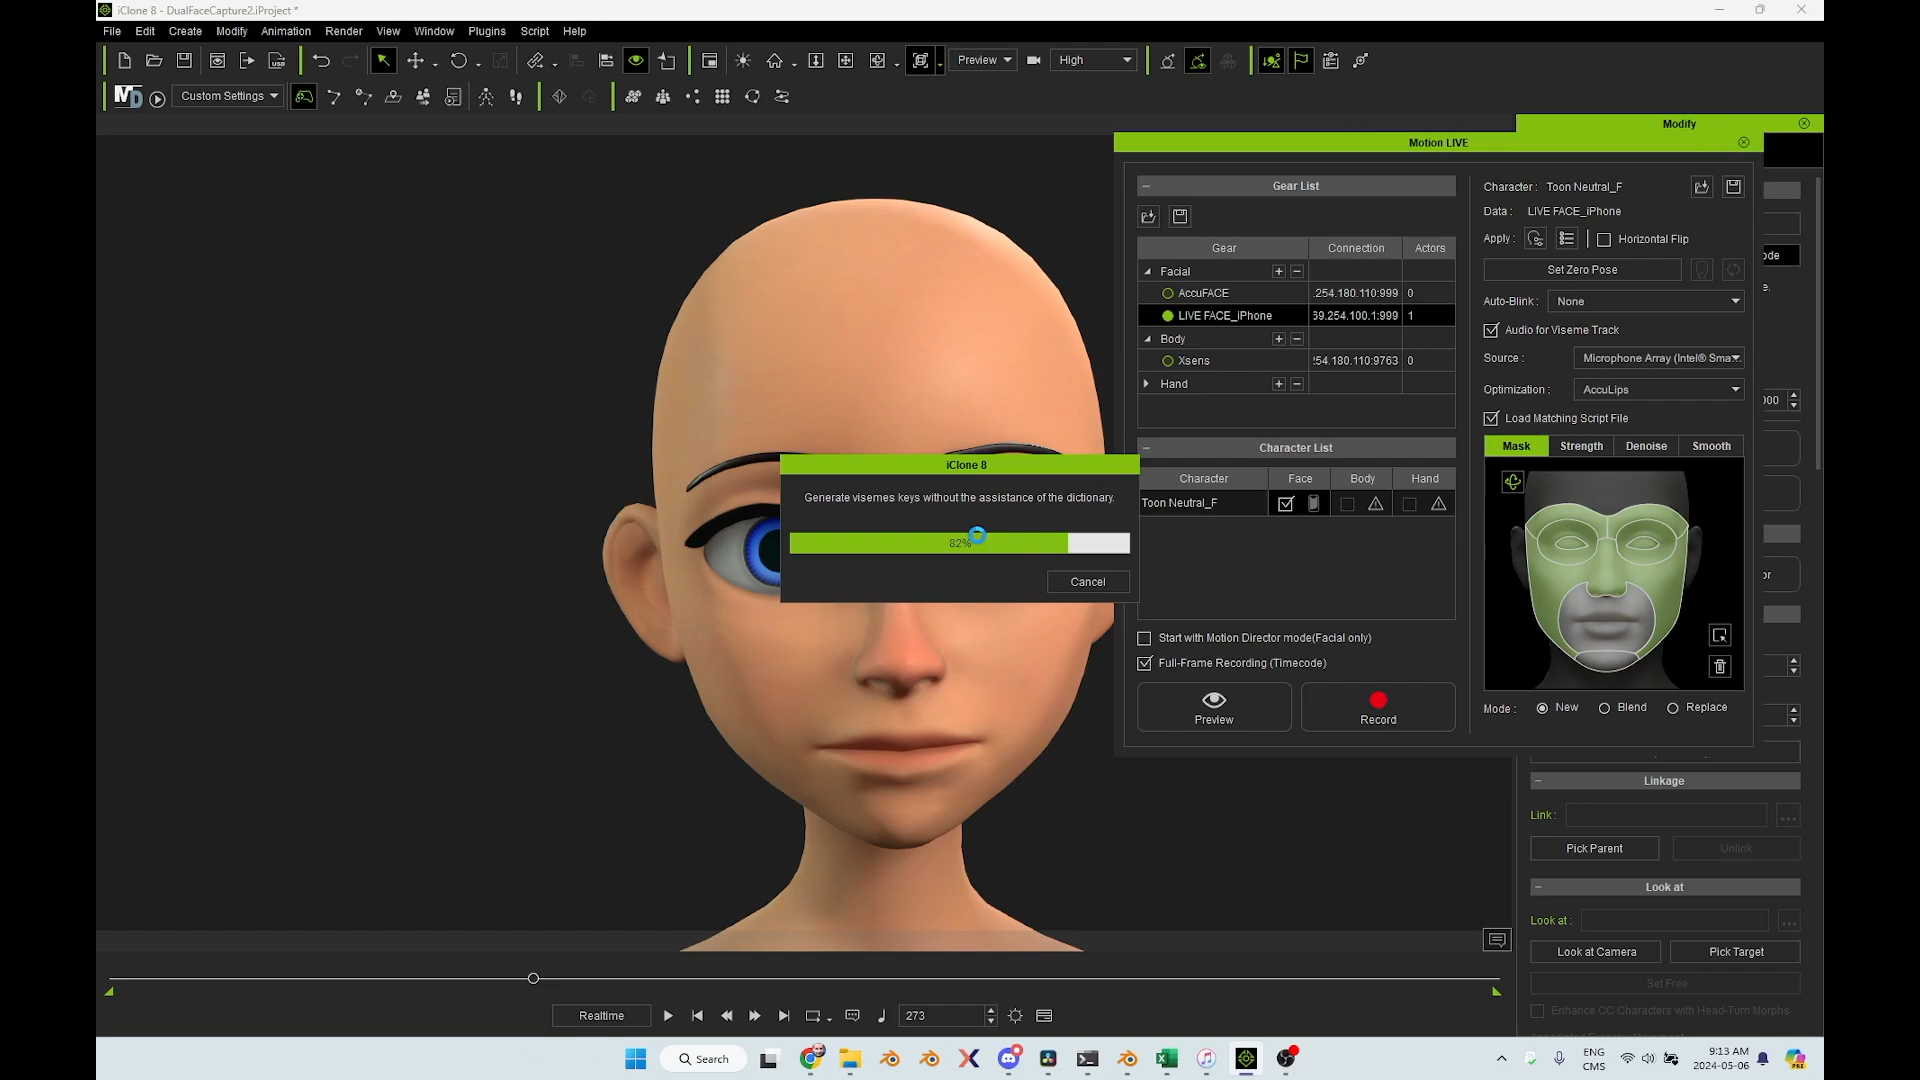 iClone 8 - DualFaceCapture2.iProject *
File Edit Create Modify Animation Render View Window Plugins Script Help
Preview High
MD Custom Settings
Modify
Motion LIVE
Gear List
Gear Connection Actors
Facial
AccuFACE .254.180.110:999 0
LIVE FACE_iPhone 69.254.100.1:999 1
Body
Xsens 254.180.110:9763 0
Hand
Character List
Character Face Body Hand
Toon Neutral_F
Start with Motion Director mode(Facial only)
Full-Frame Recording (Timecode)
Preview
Record
Character : Toon Neutral_F
Data : LIVE FACE_iPhone
Apply : Horizontal Flip
Set Zero Pose
Auto-Blink : None
Audio for Viseme Track
Source : Microphone Array (Intel® Sma...
Optimization : AccuLips
Load Matching Script File
Mask Strength Denoise Smooth
Mode : New Blend Replace
iClone 8
Generate visemes keys without the assistance of the dictionary.
82%
Cancel
ode
e.
000
or
Linkage
Link :
...
Pick Parent Unlink
Look at
Look at :
...
Look at Camera Pick Target
Set Free
Enhance CC Characters with Head-Turn Morphs
Realtime 273
Search
ENG
CMS
9:13 AM
2024-05-06
PRE